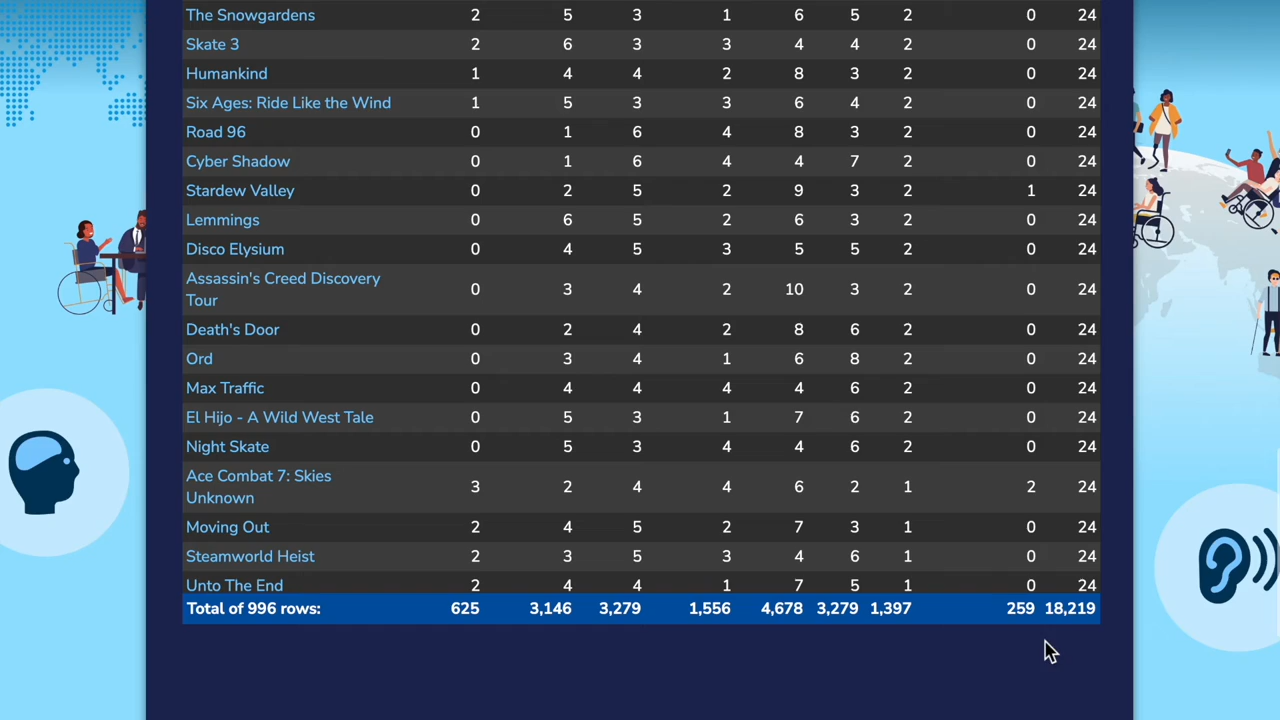 The Snowgardens 2 5 3 1 6 5 2 0 24
Skate 3 2 6 3 3 4 4 2 0 24
Humankind 1 4 4 2 8 3 2 0 24
Six Ages: Ride Like the Wind 1 5 3 3 6 4 2 0 24
Road 96 0 1 6 4 8 3 2 0 24
Cyber Shadow 0 1 6 4 4 7 2 0 24
Stardew Valley 0 2 5 2 9 3 2 1 24
Lemmings 0 6 5 2 6 3 2 0 24
Disco Elysium 0 4 5 3 5 5 2 0 24
Assassin's Creed Discovery
Tour 0 3 4 2 10 3 2 0 24
Death's Door 0 2 4 2 8 6 2 0 24
Ord 0 3 4 1 6 8 2 0 24
Max Traffic 0 4 4 4 4 6 2 0 24
El Hijo - A Wild West Tale 0 5 3 1 7 6 2 0 24
Night Skate 0 5 3 4 4 6 2 0 24
Ace Combat 7: Skies
Unknown 3 2 4 4 6 2 1 2 24
Moving Out 2 4 5 2 7 3 1 0 24
Steamworld Heist 2 3 5 3 4 6 1 0 24
Unto The End 2 4 4 1 7 5 1 0 24
Total of 996 rows: 625 3,146 3,279 1,556 4,678 3,279 1,397 259 18,219